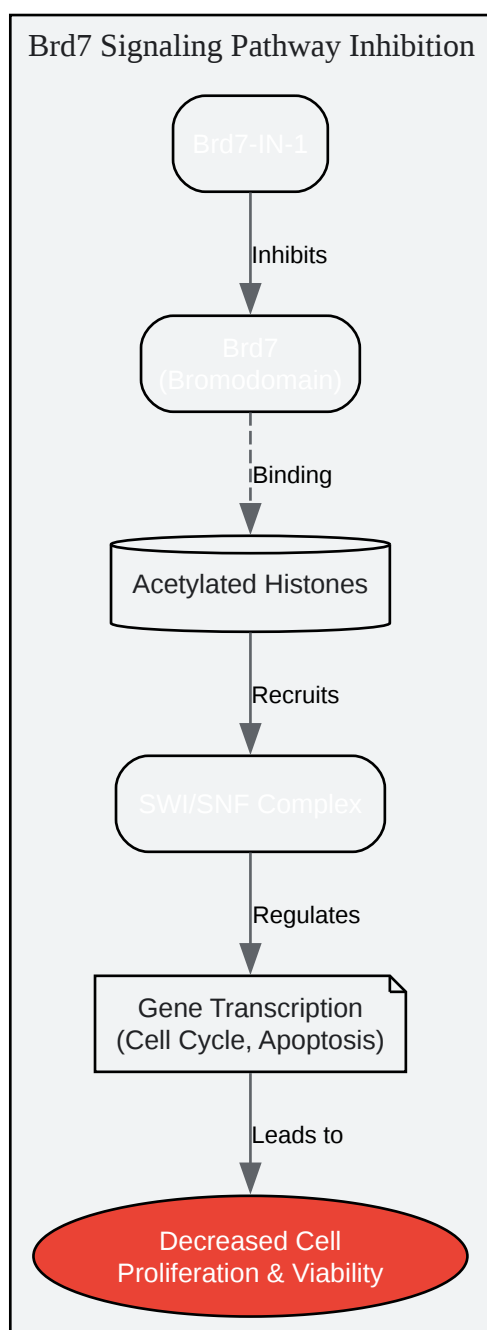 Brd7 Signaling Pathway Inhibition
Brd7-IN-1
Inhibits
Brd7
(Bromodomain)
Binding
Acetylated Histones
Recruits
SWI/SNF Complex
Regulates
Gene Transcription
(Cell Cycle, Apoptosis)
Leads to
Decreased Cell
Proliferation & Viability